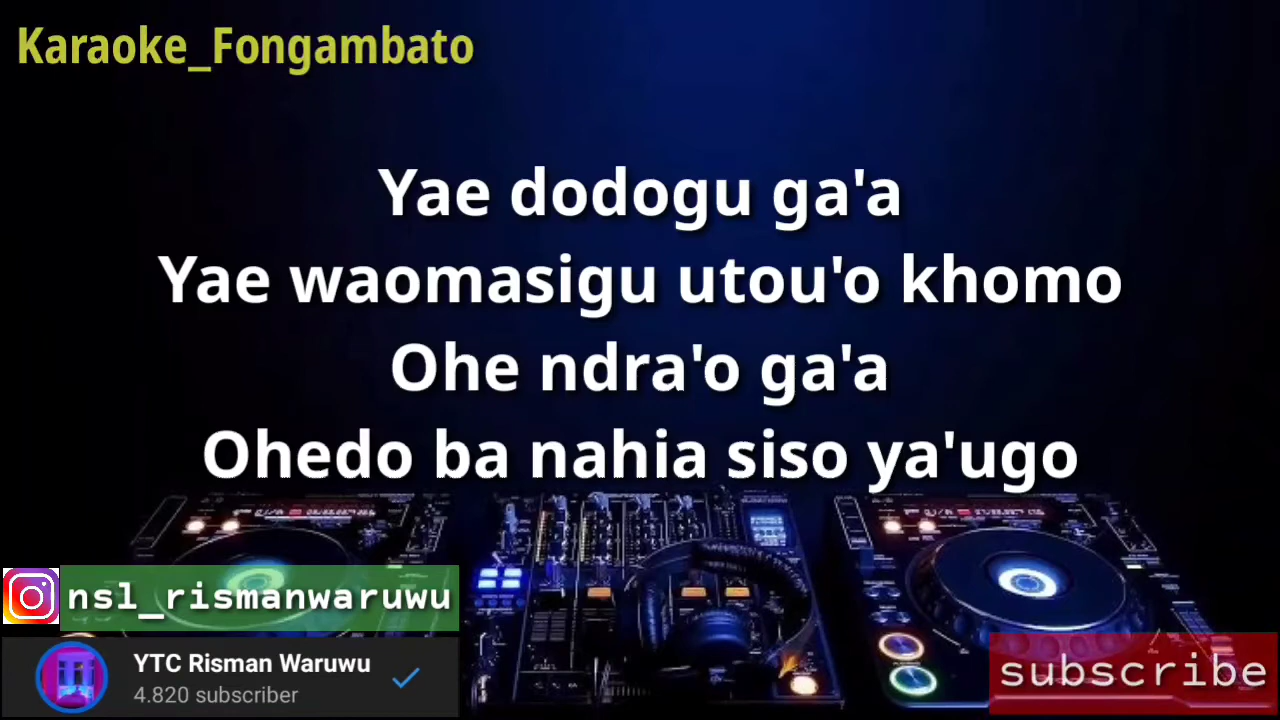 Karaoke_Fongambato
Yae dodogu ga'a
Yae waomasigu utou'o khomo
Ohe ndra'o ga'a
Ohedo ba nahia siso ya'ugo
nsl_rismanwaruwu
YTC Risman Waruwu
4.820 subscriber
subscribe